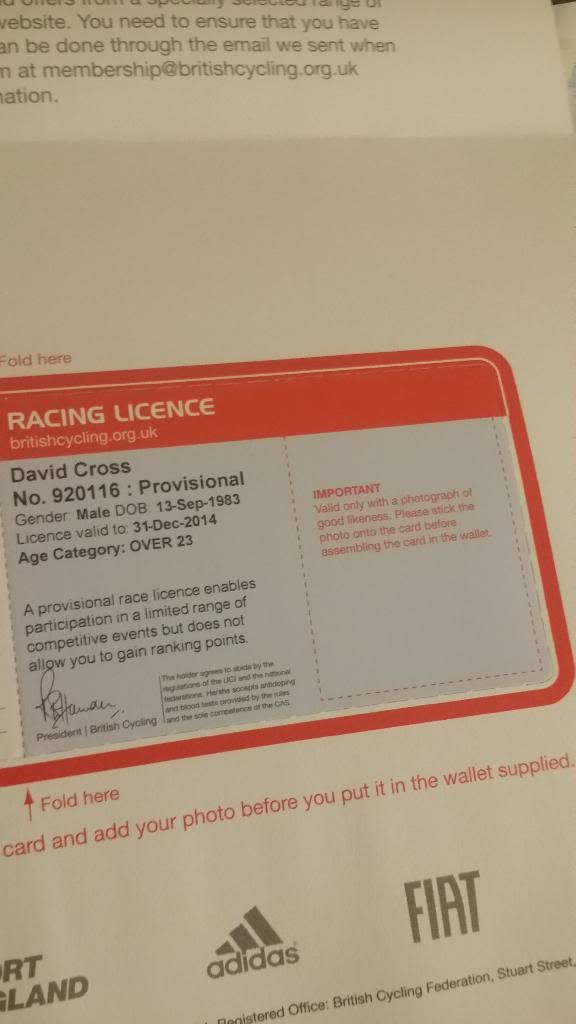 d offers from a specially selected range of
website. You need to ensure that you have
an be done through the email we sent when
m at membership@britishcycling.org.uk
nation.
Fold here
RACING LICENCE
britishcycling.org.uk
David Cross
No. 920116 : Provisional
Gender: Male DOB: 13-Sep-1983
Licence valid to: 31-Dec-2014
Age Category: OVER 23
IMPORTANT
Valid only with a photograph of
good likeness. Please stick the
photo onto the card before
assembling the card in the wallet.
A provisional race licence enables
participation in a limited range of
competitive events but does not
allow you to gain ranking points.
The holder agrees to abide by the
regulations of the UCI and the national
federations. He/she accepts antidoping
and blood tests provided by the rules
and the sole competence of the CAS.
President | British Cycling
Fold here
card and add your photo before you put it in the wallet supplied.
ORT
GLAND
adidas
FIAT
Registered Office: British Cycling Federation, Stuart Street,